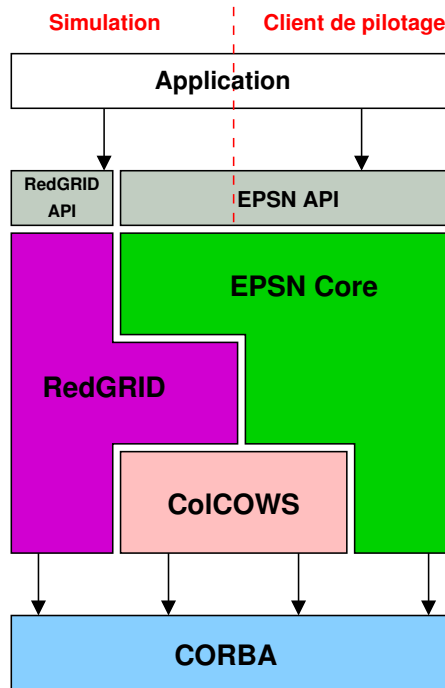 Simulation
Client de pilotage
Application
RedGRID
API
EPSN API
EPSN Core
RedGRID
ColCOWS
CORBA